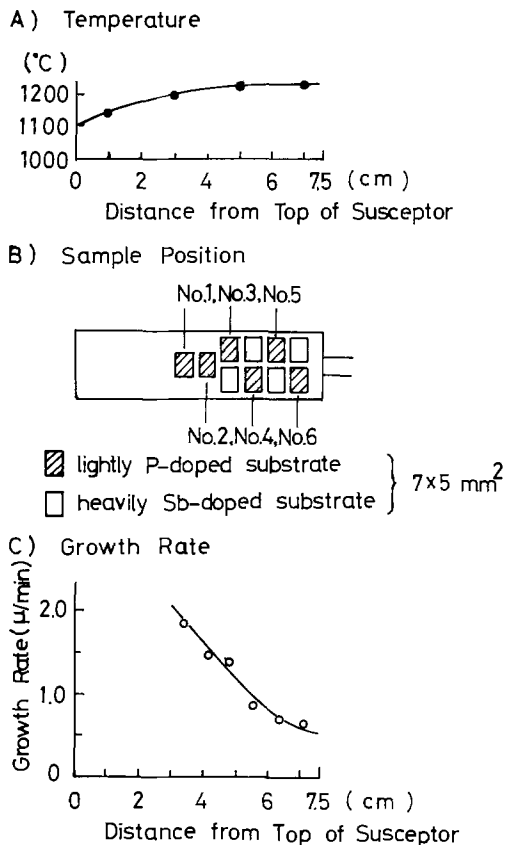 A) Temperature
(°C)
1200
1100
1000
0 2 4 6 7.5 (cm)
Distance from Top of Susceptor
B) Sample Position
No.1, No.3, No.5
No.2, No.4, No.6
lightly P-doped substrate
heavily Sb-doped substrate
7×5 mm²
C) Growth Rate
Growth Rate (μ/min)
2.0
1.0
0
0 2 4 6 7.5 (cm)
Distance from Top of Susceptor